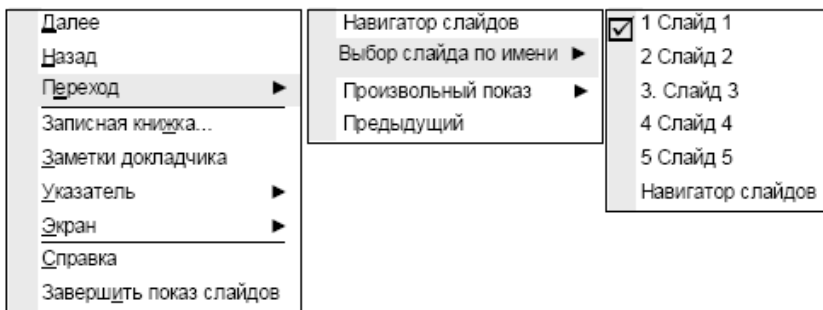 Далее
Назад
Переход
Записная книжка...
Заметки докладчика
Указатель
Экран
Справка
Завершить показ слайдов
Навигатор слайдов
Выбор слайда по имени
Произвольный показ
Предыдущий
1 Слайд 1
2 Слайд 2
3. Слайд 3
4 Слайд 4
5 Слайд 5
Навигатор слайдов